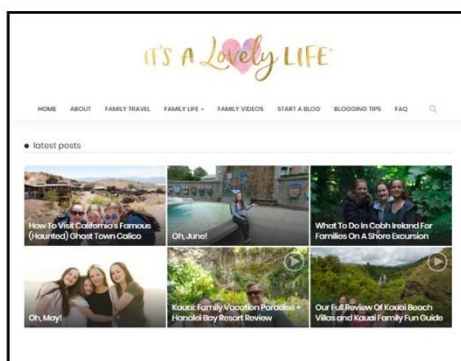 IT'S A Lovely LIFE®
HOME ABOUT FAMILY TRAVEL FAMILY LIFE FAMILY VIDEOS START A BLOG BLOGGING TIPS FAQ
latest posts
How To Visit California's Famous
(Haunted) Ghost Town Calico
Oh, June!
What To Do In Cobh Ireland For
Families On A Shore Excursion
Oh, May!
Kauai: Family Vacation Paradise +
Hanalei Bay Resort Review
Our Full Review Of Kauai Beach
Villas and Kauai Family Fun Guide